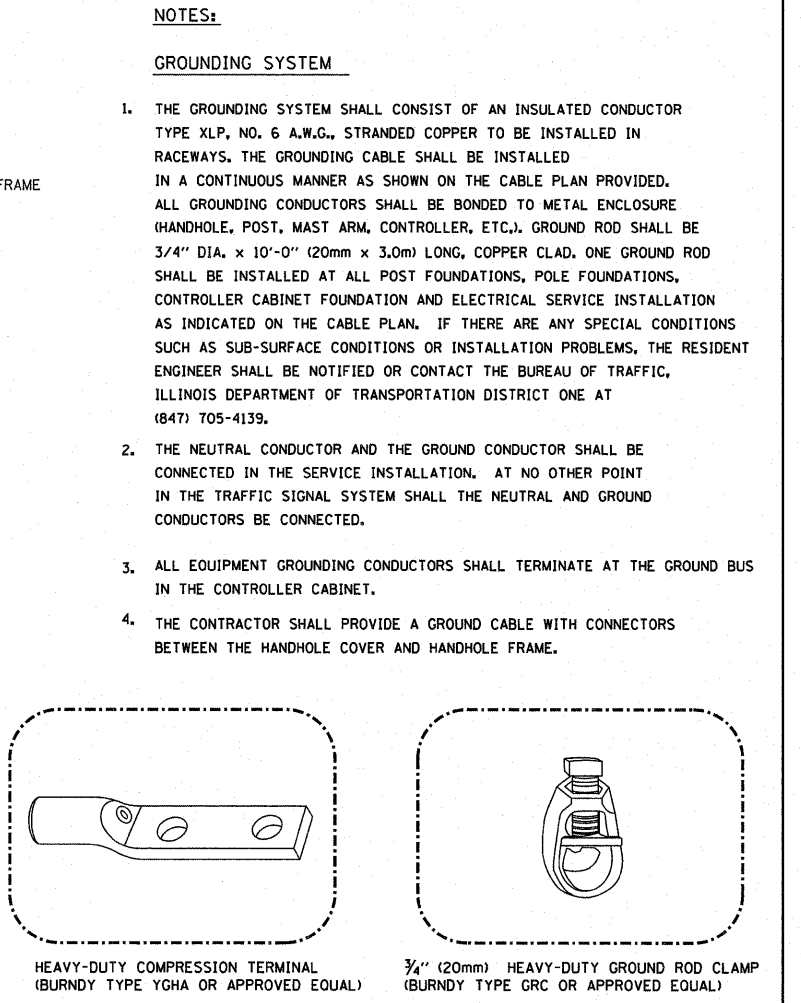 NOTES:
GROUNDING SYSTEM
1. THE GROUNDING SYSTEM SHALL CONSIST OF AN INSULATED CONDUCTOR
TYPE XLP, NO. 6 A.W.G., STRANDED COPPER TO BE INSTALLED IN
RACEWAYS. THE GROUNDING CABLE SHALL BE INSTALLED
FRAME
IN A CONTINUOUS MANNER AS SHOWN ON THE CABLE PLAN PROVIDED.
ALL GROUNDING CONDUCTORS SHALL BE BONDED TO METAL ENCLOSURE
(HANDHOLE, POST, MAST ARM, CONTROLLER, ETC.). GROUND ROD SHALL BE
3/4" DIA. x 10'-0" (20mm x 3.0m) LONG, COPPER CLAD. ONE GROUND ROD
SHALL BE INSTALLED AT ALL POST FOUNDATIONS, POLE FOUNDATIONS,
CONTROLLER CABINET FOUNDATION AND ELECTRICAL SERVICE INSTALLATION
AS INDICATED ON THE CABLE PLAN. IF THERE ARE ANY SPECIAL CONDITIONS
SUCH AS SUB-SURFACE CONDITIONS OR INSTALLATION PROBLEMS, THE RESIDENT
ENGINEER SHALL BE NOTIFIED OR CONTACT THE BUREAU OF TRAFFIC,
ILLINOIS DEPARTMENT OF TRANSPORTATION DISTRICT ONE AT
(847) 705-4139.
2. THE NEUTRAL CONDUCTOR AND THE GROUND CONDUCTOR SHALL BE
CONNECTED IN THE SERVICE INSTALLATION. AT NO OTHER POINT
IN THE TRAFFIC SIGNAL SYSTEM SHALL THE NEUTRAL AND GROUND
CONDUCTORS BE CONNECTED.
3. ALL EQUIPMENT GROUNDING CONDUCTORS SHALL TERMINATE AT THE GROUND BUS
IN THE CONTROLLER CABINET.
4. THE CONTRACTOR SHALL PROVIDE A GROUND CABLE WITH CONNECTORS
BETWEEN THE HANDHOLE COVER AND HANDHOLE FRAME.
HEAVY-DUTY COMPRESSION TERMINAL
(BURNDY TYPE YGHA OR APPROVED EQUAL)
3/4" (20mm) HEAVY-DUTY GROUND ROD CLAMP
(BURNDY TYPE GRC OR APPROVED EQUAL)